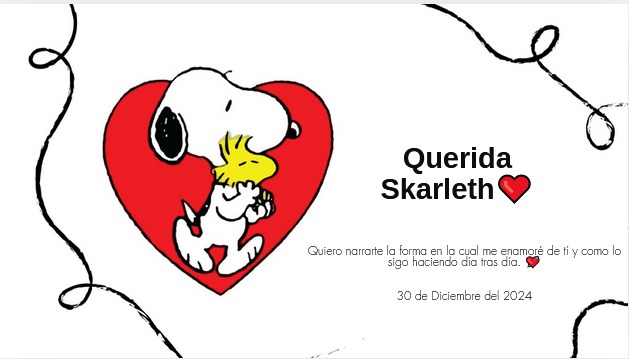 Querida
Skarleth❤️
Quiero narrarte la forma en la cual me enamoré de tí y como lo
sigo haciendo día tras día. 💘
30 de Diciembre del 2024